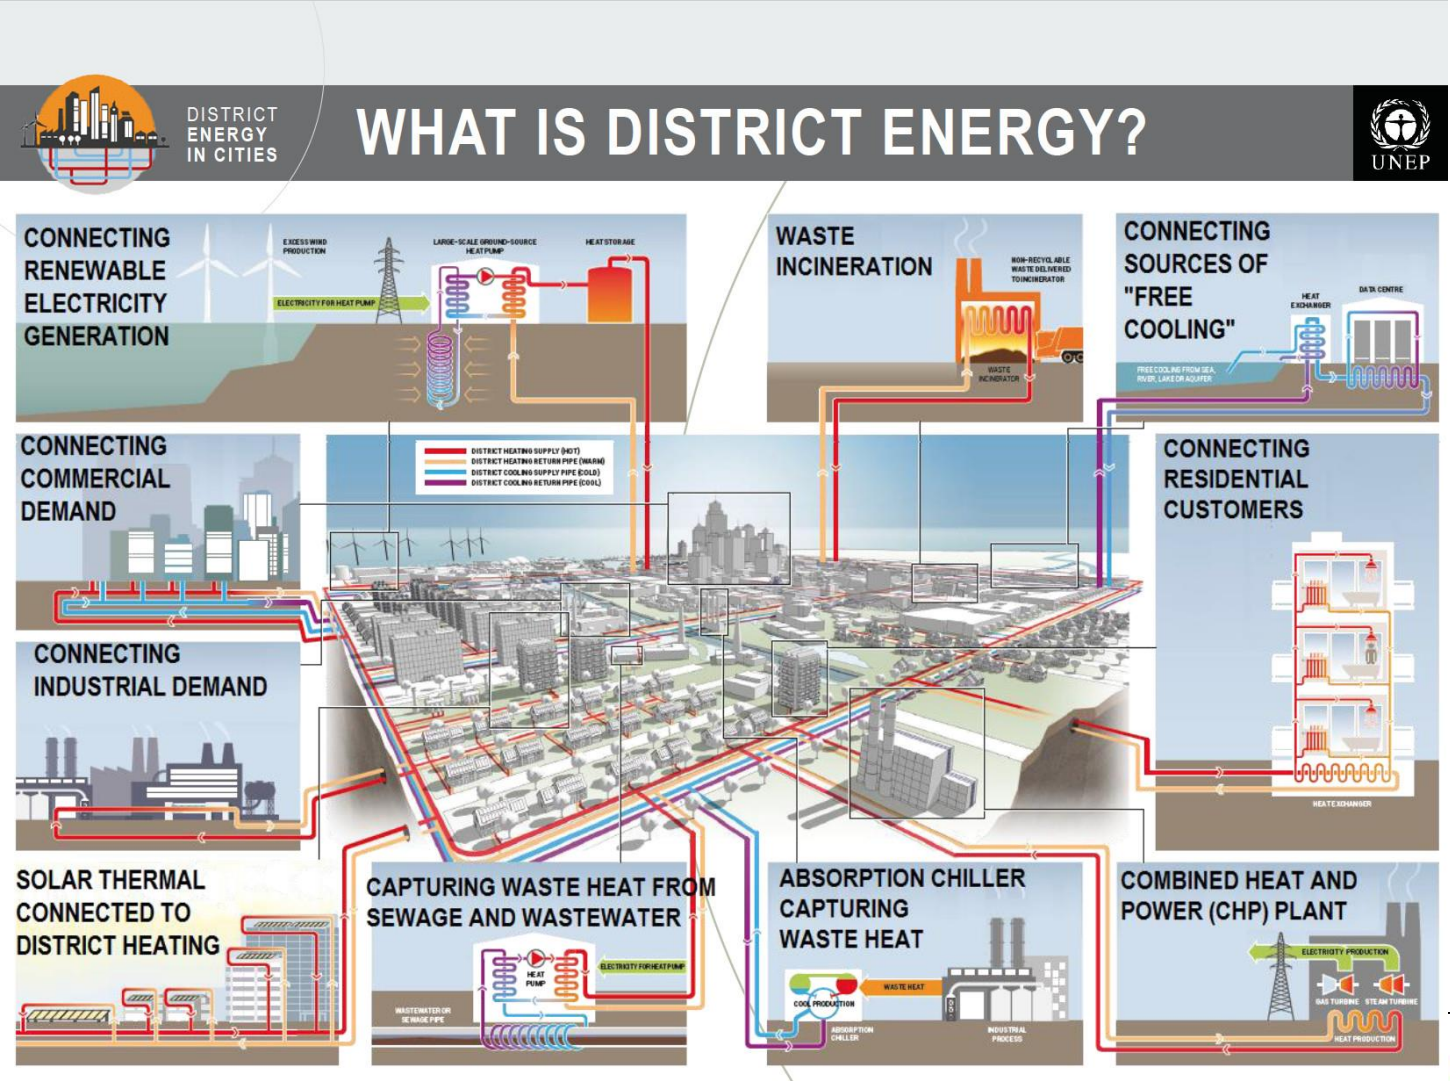 DISTRICT
ENERGY
IN CITIES
WHAT IS DISTRICT ENERGY?
UNEP
CONNECTING
RENEWABLE
ELECTRICITY
GENERATION
EXCESS WIND
PRODUCTION
ELECTRICITY FOR HEAT PUMP
LARGE-SCALE GROUND-SOURCE
HEAT PUMP
HEAT STORAGE
WASTE
INCINERATION
NON-RECYCLABLE
WASTE DELIVERED
TO INCINERATOR
WASTE
INCINERATOR
CONNECTING
SOURCES OF
"FREE
COOLING"
HEAT
EXCHANGER
DATA CENTRE
FREE COOLING FROM SEA,
RIVER, LAKE OR AQUIFER
CONNECTING
COMMERCIAL
DEMAND
DISTRICT HEATING SUPPLY (HOT)
DISTRICT HEATING RETURN PIPE (WARM)
DISTRICT COOLING SUPPLY PIPE (COLD)
DISTRICT COOLING RETURN PIPE (COOL)
CONNECTING
RESIDENTIAL
CUSTOMERS
HEAT EXCHANGER
CONNECTING
INDUSTRIAL DEMAND
SOLAR THERMAL
CONNECTED TO
DISTRICT HEATING
CAPTURING WASTE HEAT FROM
SEWAGE AND WASTEWATER
HEAT
PUMP
ELECTRICITY FOR HEAT PUMP
WASTEWATER OR
SEWAGE PIPE
ABSORPTION CHILLER
CAPTURING
WASTE HEAT
COOL PRODUCTION
WASTE HEAT
ABSORPTION
CHILLER
INDUSTRIAL
PROCESS
COMBINED HEAT AND
POWER (CHP) PLANT
ELECTRICITY PRODUCTION
GAS TURBINE
STEAM TURBINE
HEAT PRODUCTION